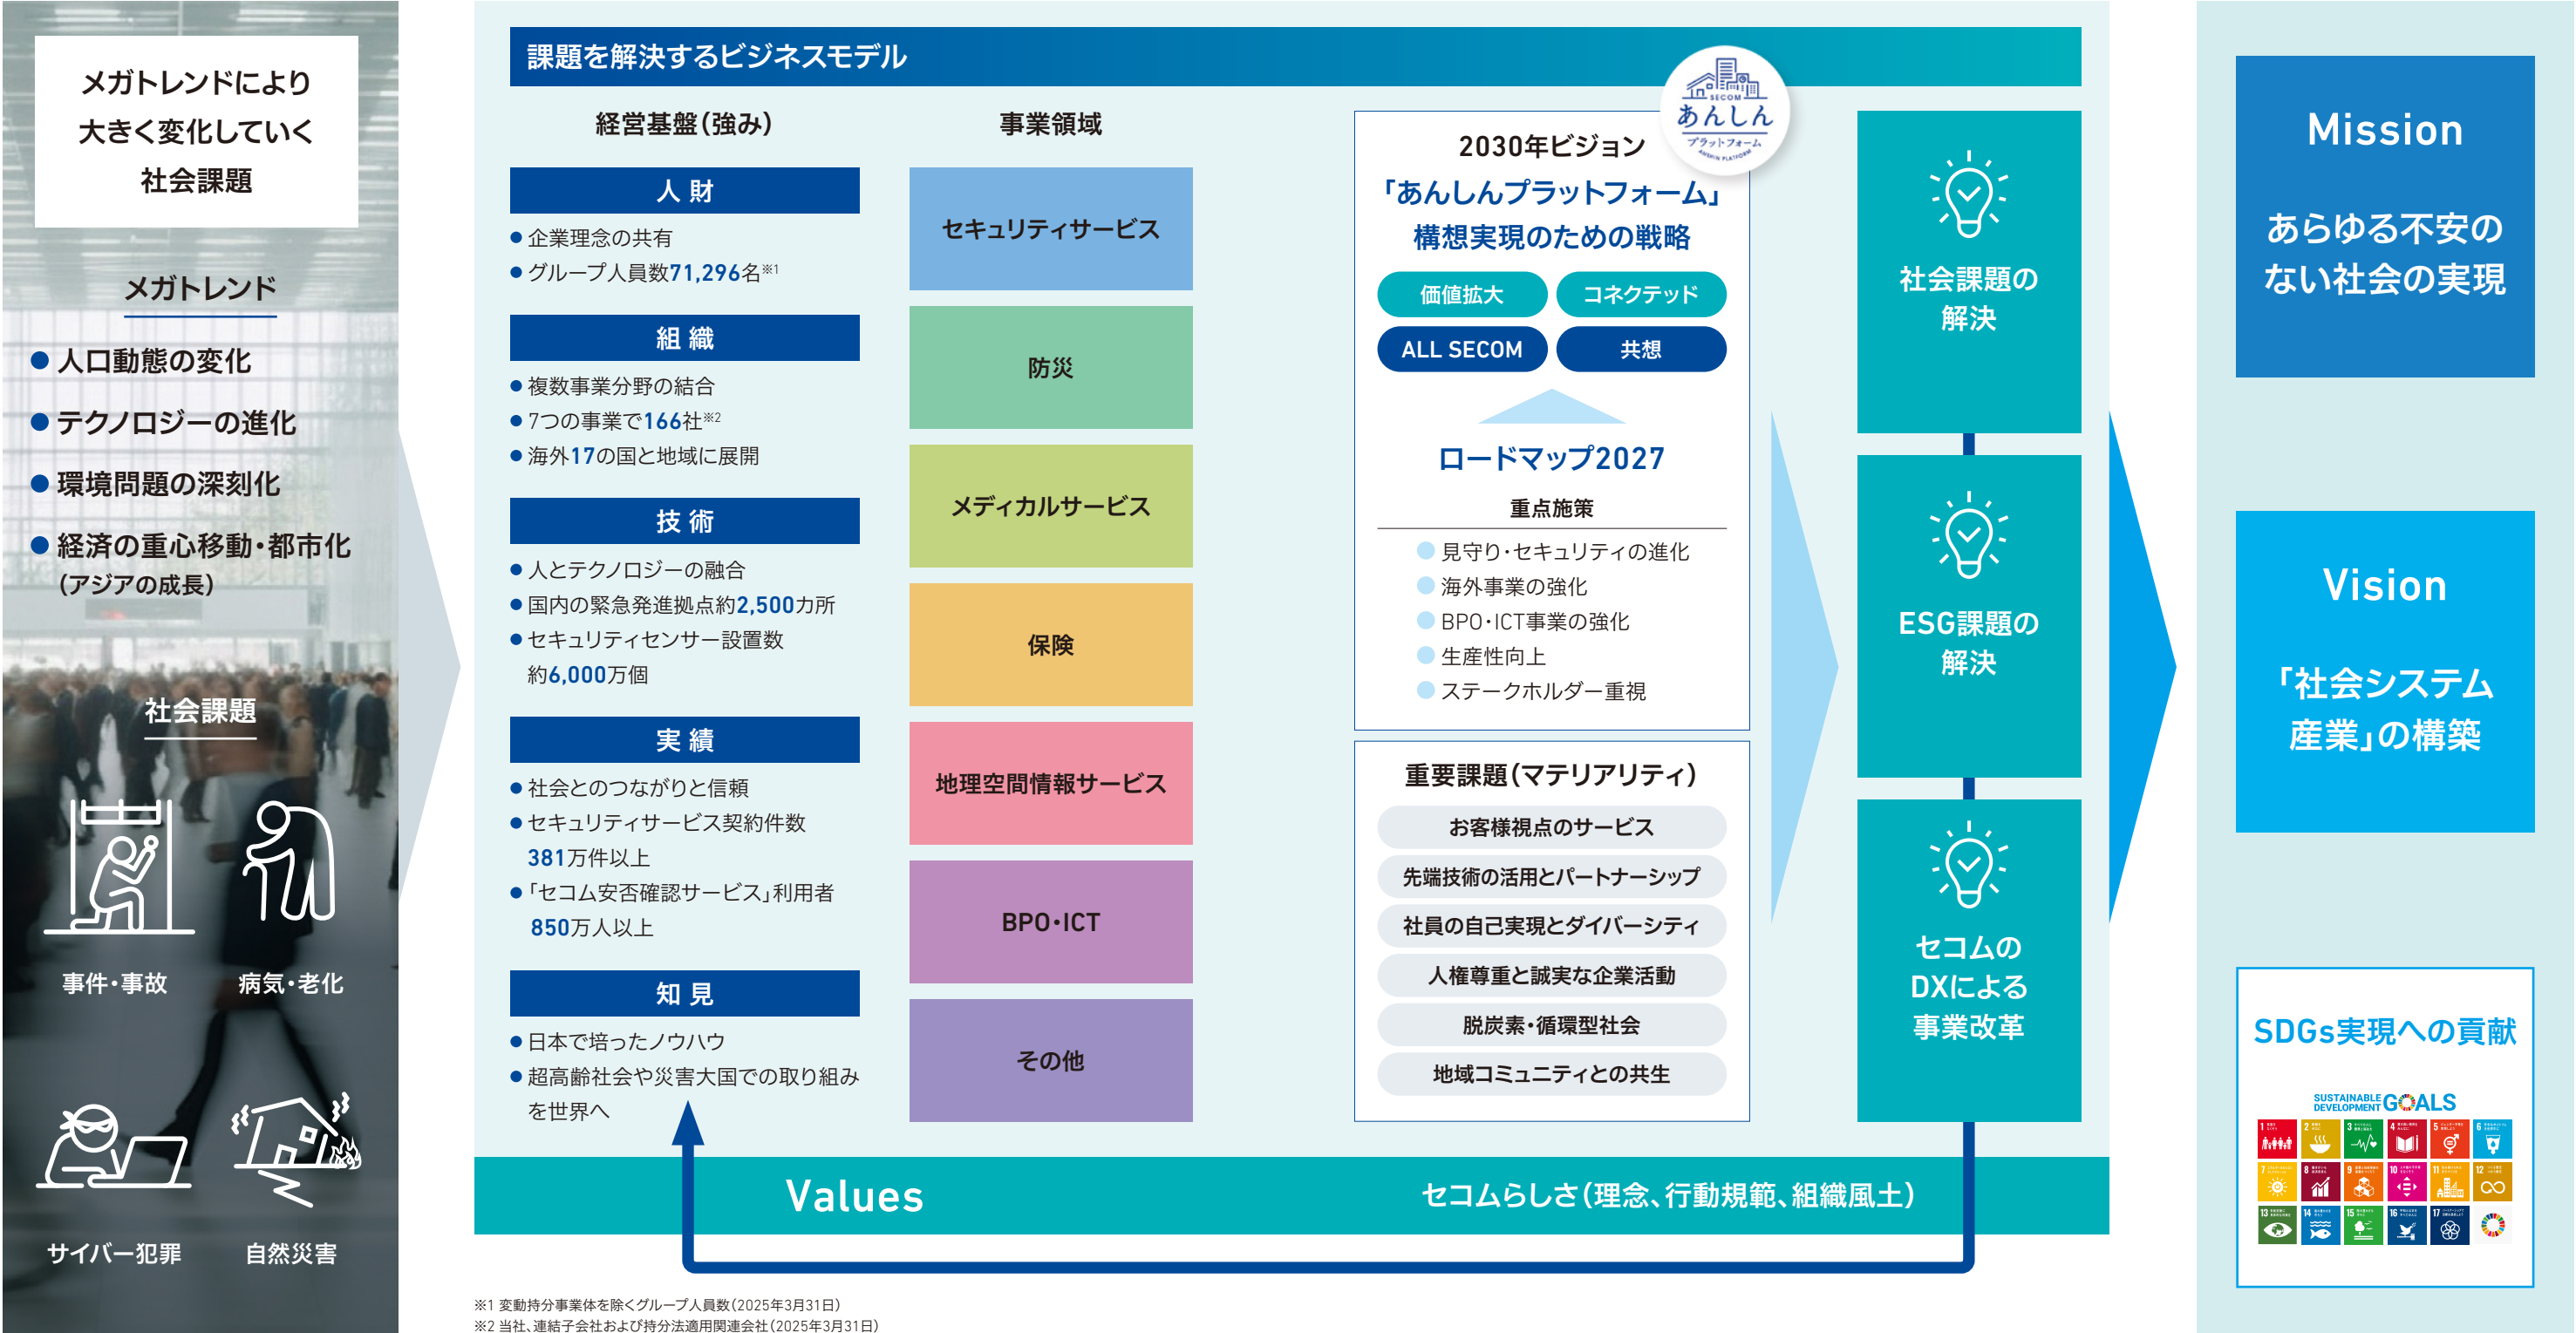 メガトレンドにより
大きく変化していく
社会課題
メガトレンド
● 人口動態の変化
● テクノロジーの進化
● 環境問題の深刻化
● 経済の重心移動・都市化
(アジアの成長)
社会課題
事件・事故
病気・老化
サイバー犯罪
自然災害
課題を解決するビジネスモデル
経営基盤(強み)
人財
● 企業理念の共有
● グループ人員数71,296名※1
組織
● 複数事業分野の結合
● 7つの事業で166社※2
● 海外17の国と地域に展開
技術
● 人とテクノロジーの融合
● 国内の緊急発進拠点約2,500カ所
● セキュリティセンサー設置数
約6,000万個
実績
● 社会とのつながりと信頼
● セキュリティサービス契約件数
381万件以上
● 「セコム安否確認サービス」利用者
850万人以上
知見
● 日本で培ったノウハウ
● 超高齢社会や災害大国での取り組み
を世界へ
事業領域
セキュリティサービス
防災
メディカルサービス
保険
地理空間情報サービス
BPO・ICT
その他
SECOM
あんしん
プラットフォーム
ANSHIN PLATFORM
2030年ビジョン
「あんしんプラットフォーム」
構想実現のための戦略
価値拡大
コネクテッド
ALL SECOM
共想
ロードマップ2027
重点施策
● 見守り・セキュリティの進化
● 海外事業の強化
● BPO・ICT事業の強化
● 生産性向上
● ステークホルダー重視
重要課題(マテリアリティ)
お客様視点のサービス
先端技術の活用とパートナーシップ
社員の自己実現とダイバーシティ
人権尊重と誠実な企業活動
脱炭素・循環型社会
地域コミュニティとの共生
社会課題の
解決
ESG課題の
解決
セコムの
DXによる
事業改革
Values
セコムらしさ(理念、行動規範、組織風土)
※1 変動持分事業体を除くグループ人員数(2025年3月31日)
※2 当社、連結子会社および持分法適用関連会社(2025年3月31日)
Mission
あらゆる不安の
ない社会の実現
Vision
「社会システム
産業」の構築
SDGs実現への貢献
SUSTAINABLE
DEVELOPMENT GOALS
1
2
3
4
5
6
7
8
9
10
11
12
13
14
15
16
17